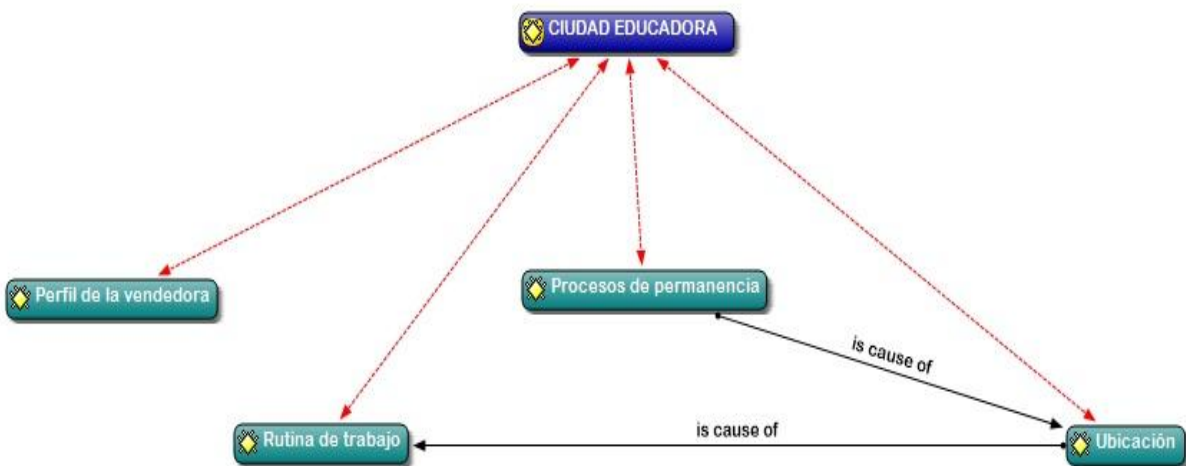 CIUDAD EDUCADORA
Perfil de la vendedora
Procesos de permanencia
is cause of
Rutina de trabajo
is cause of
Ubicación